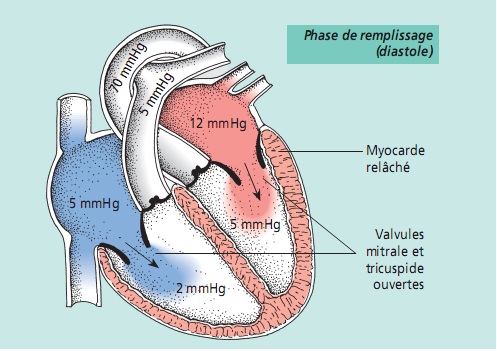 Phase de remplissage
(diastole)
70 mmHg
5 mmHg
12 mmHg
Myocarde
relâché
5 mmHg
5 mmHg
Valvules
mitrale et
tricuspide
ouvertes
2 mmHg